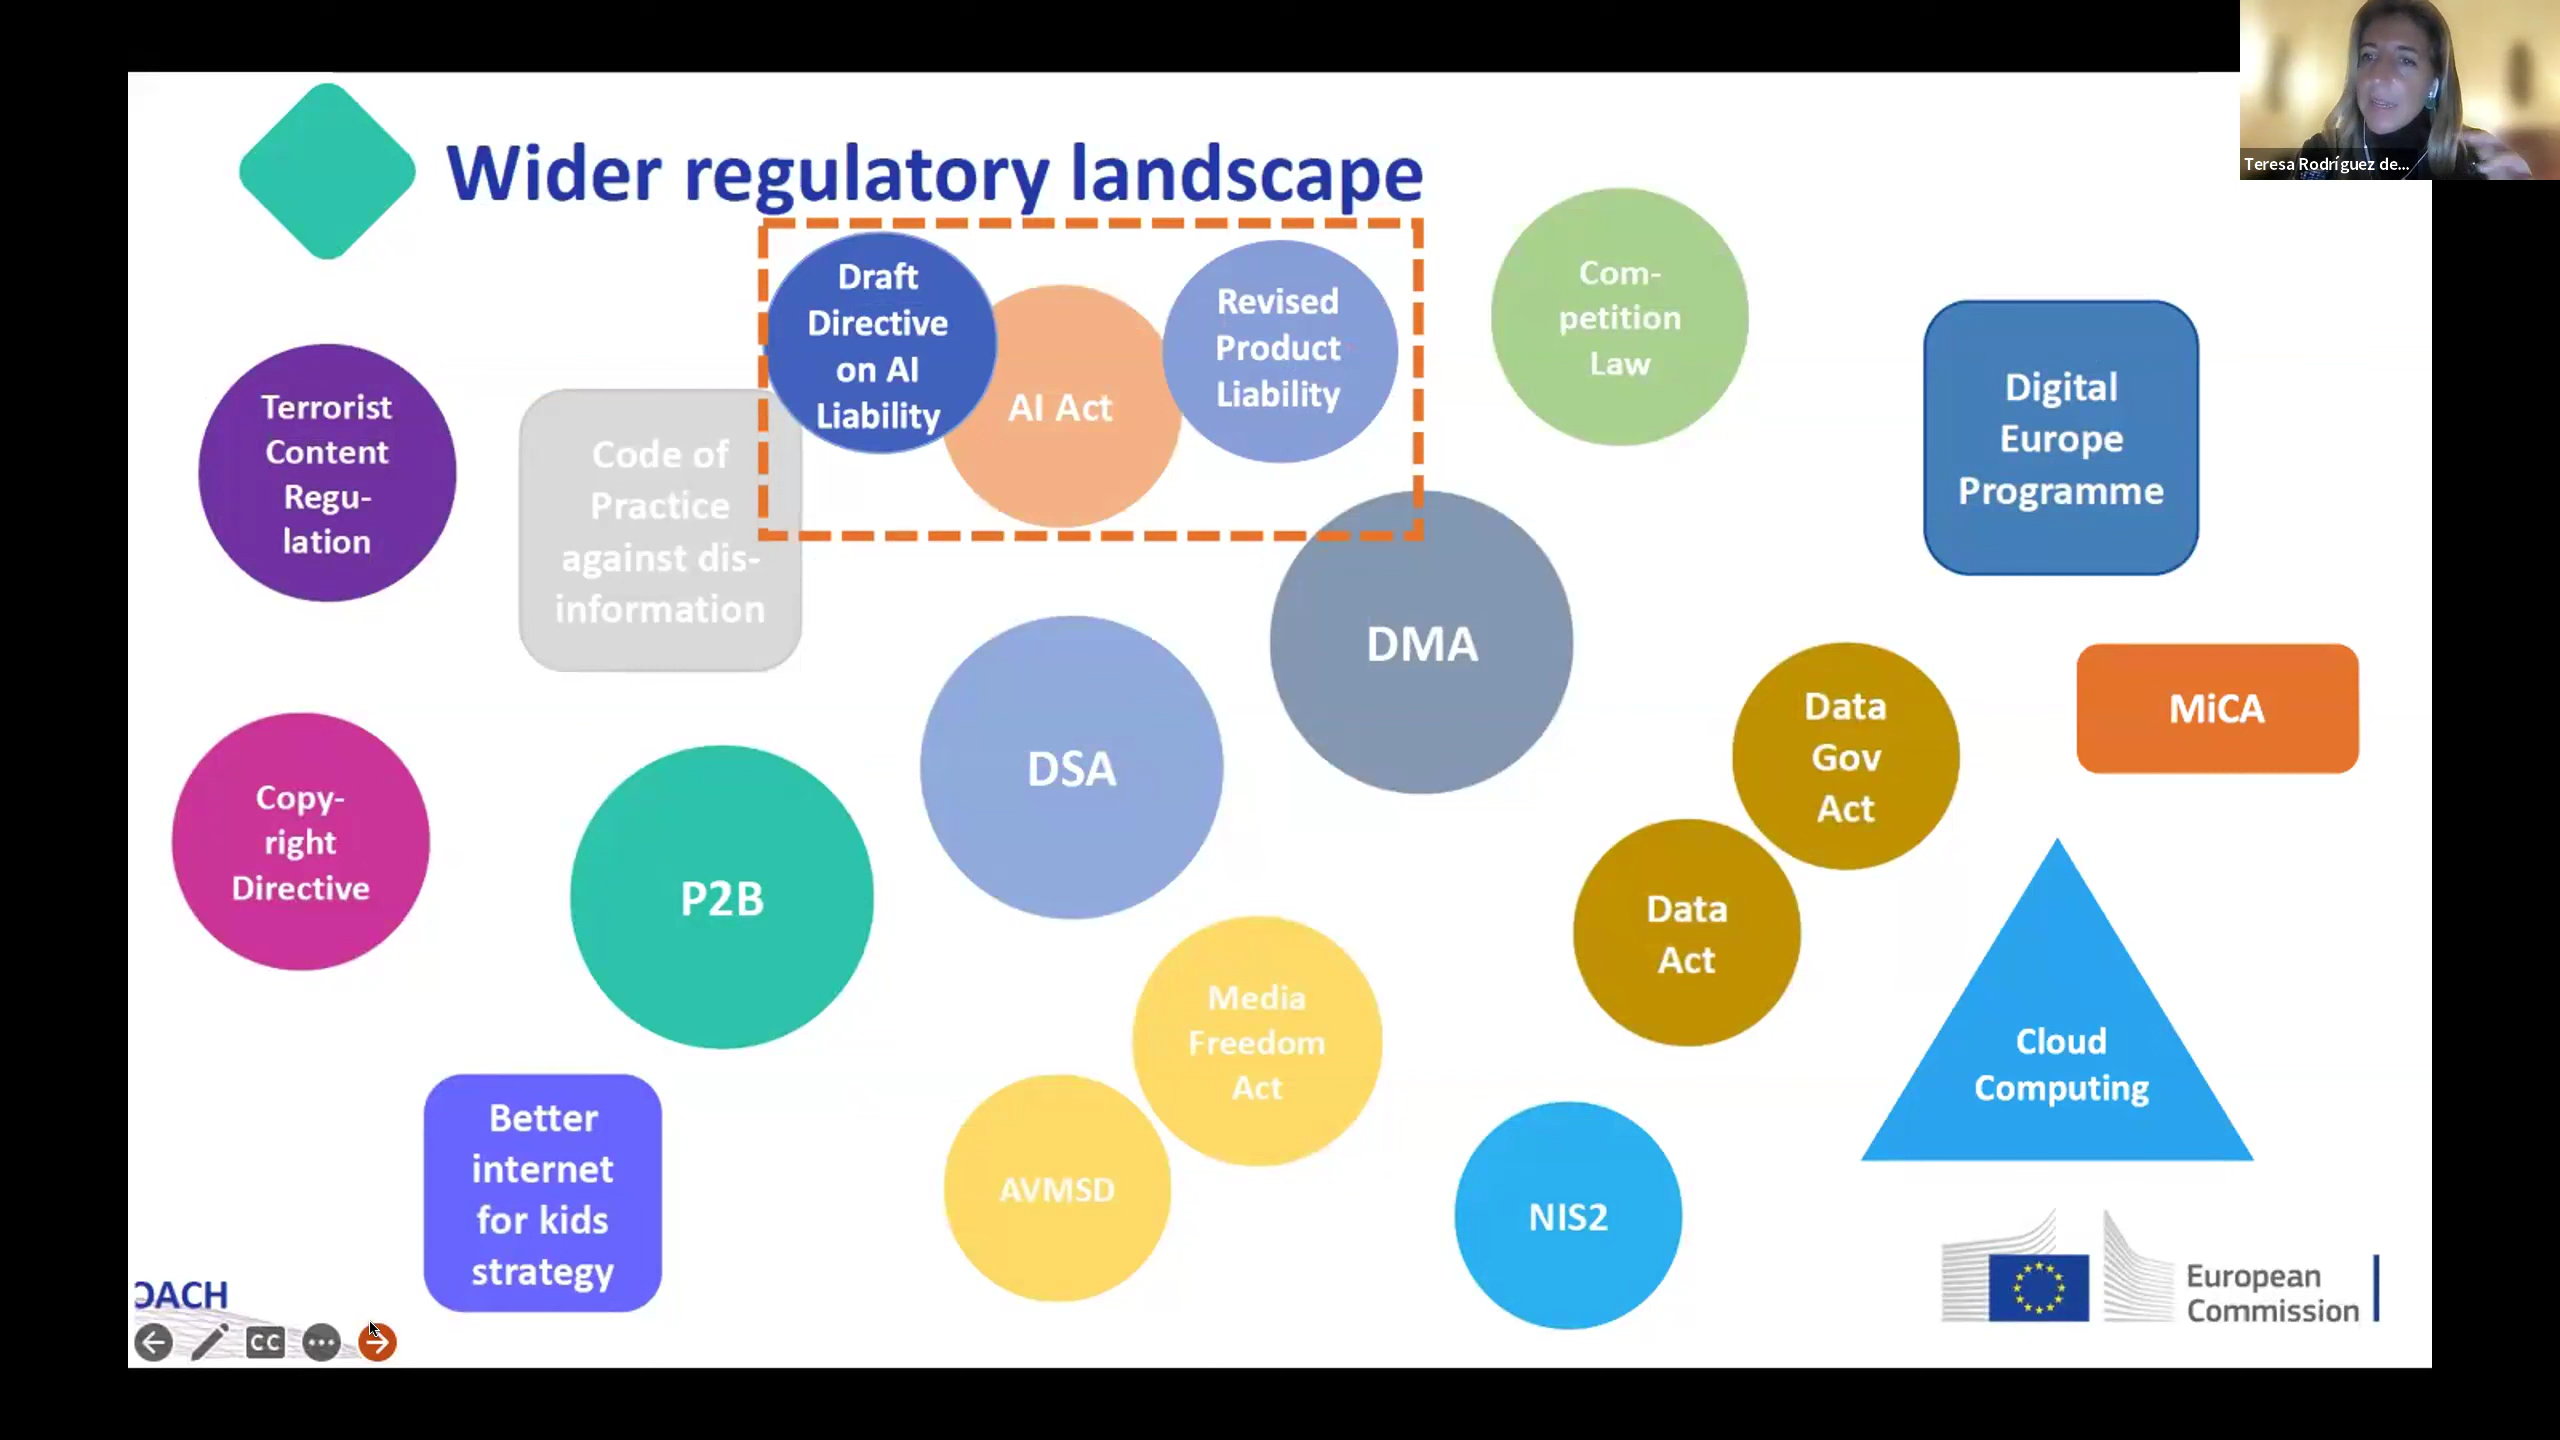 Teresa Rodríguez de...
Wider regulatory landscape
Draft
Directive
on AI
Liability
AI Act
Revised
Product
Liability
Com-
petition
Law
Digital
Europe
Programme
Terrorist
Content
Regu-
lation
Code of
Practice
against dis-
information
DMA
DSA
Data
Gov
Act
MiCA
Copy-
right
Directive
P2B
Data
Act
Media
Freedom
Act
Cloud
Computing
Better
internet
for kids
strategy
AVMSD
NIS2
European
Commission
OACH
CC